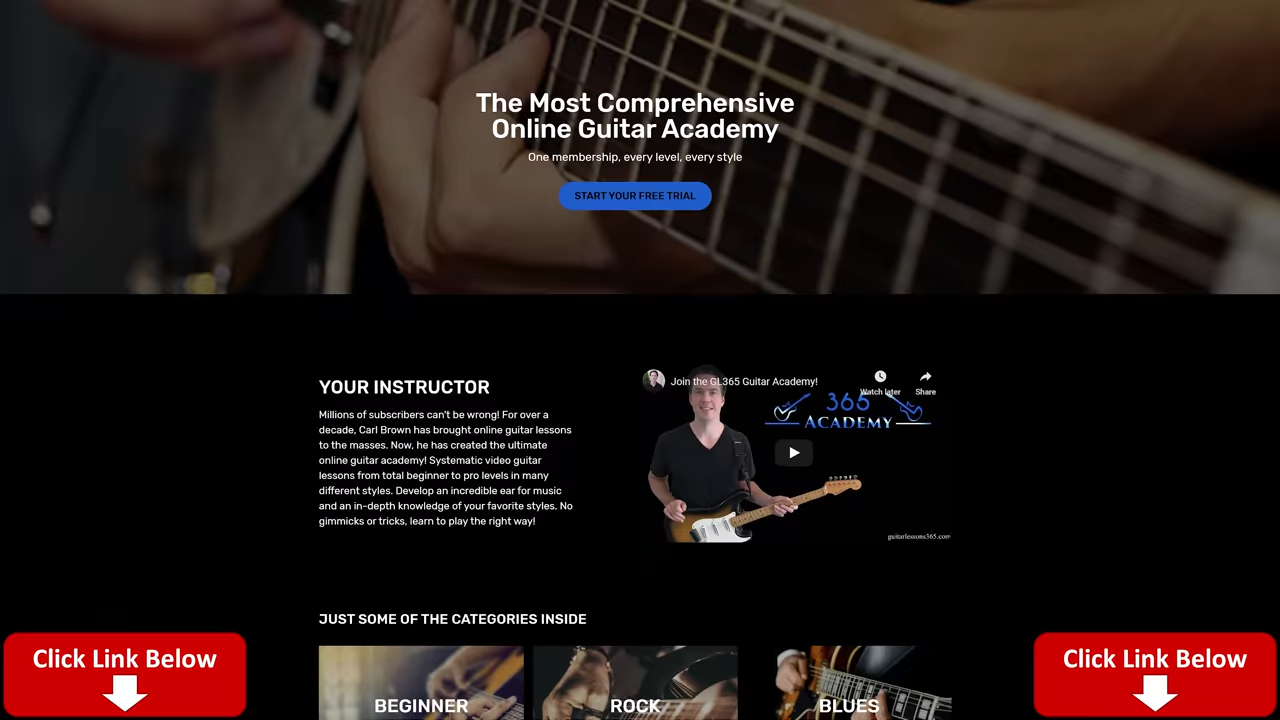 The Most Comprehensive
Online Guitar Academy
One membership, every level, every style
START YOUR FREE TRIAL
YOUR INSTRUCTOR
Millions of subscribers can't be wrong! For over a
decade, Carl Brown has brought online guitar lessons
to the masses. Now, he has created the ultimate
online guitar academy! Systematic video guitar
lessons from total beginner to pro levels in many
different styles. Develop an incredible ear for music
and an in-depth knowledge of your favorite styles. No
gimmicks or tricks, learn to play the right way!
Join the GL365 Guitar Academy!
Watch later
Share
365
ACADEMY
guitarlessons365.com
JUST SOME OF THE CATEGORIES INSIDE
BEGINNER
ROCK
BLUES
Click Link Below
Click Link Below